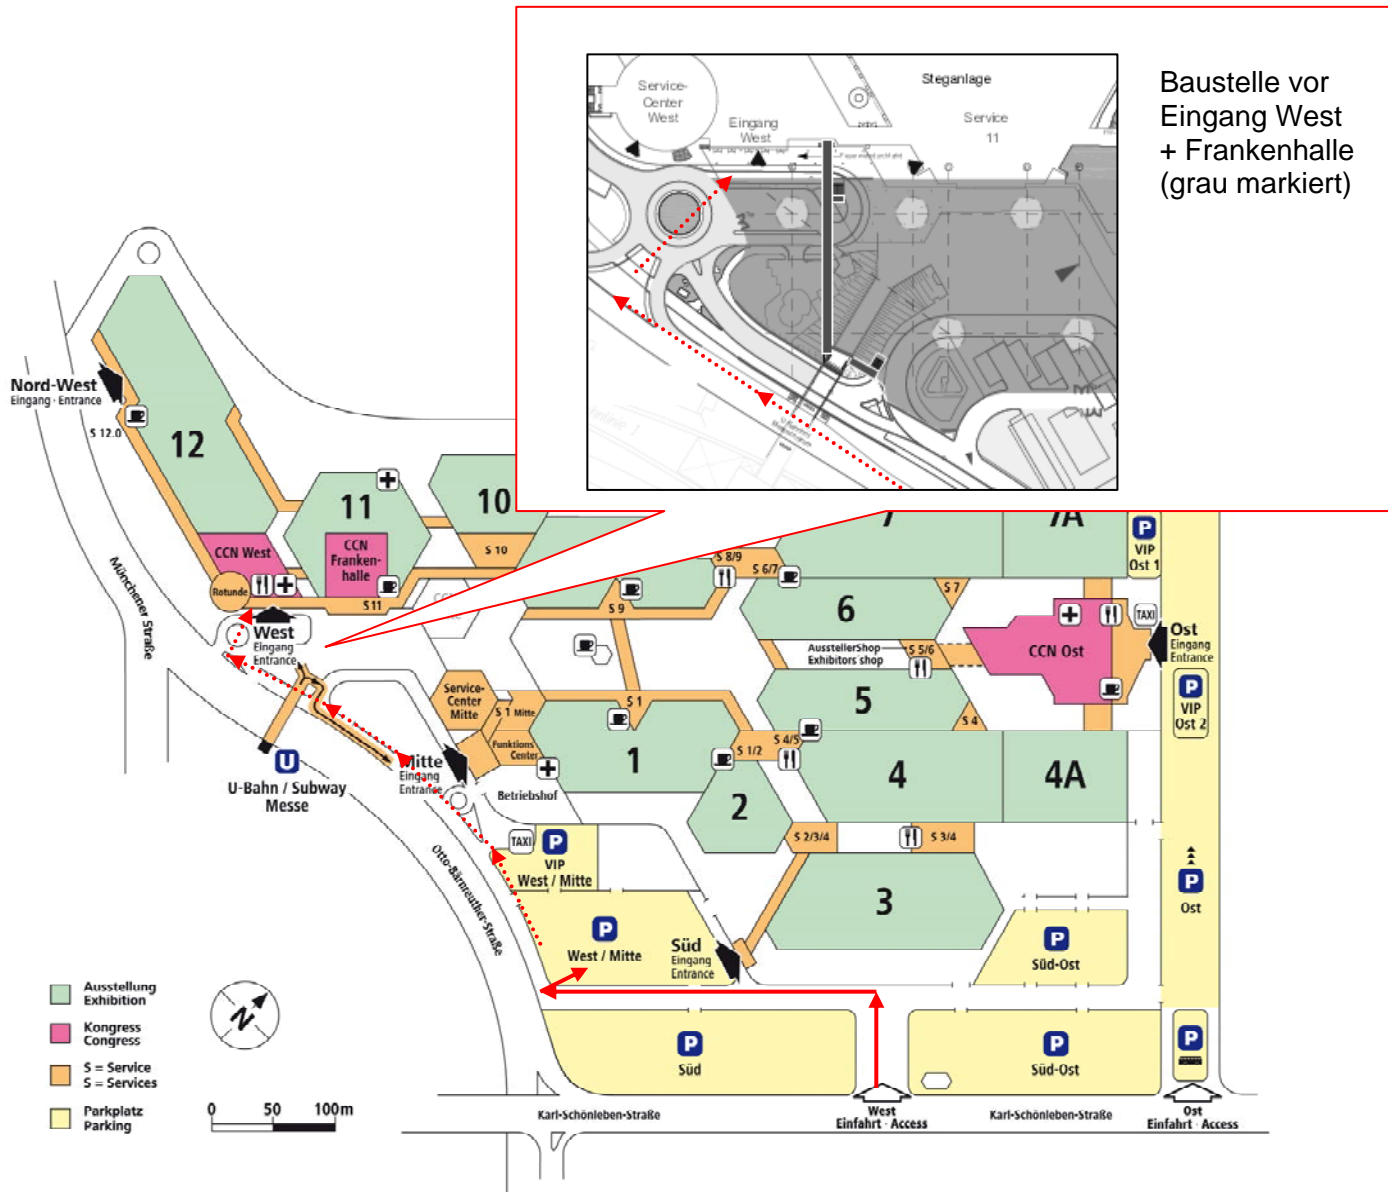 Baustelle vor
Eingang West
+ Frankenhalle
(grau markiert)
Steganlage
Service-
Center
West
Eingang
West
Service
11
Nord-West
Eingang · Entrance
S 12.0
12
11
10
7
7A
CCN West
CCN
Franken-
halle
S 10
S 8/9
S 6/7
P
VIP
Ost 1
Rotunde
S11
S 9
6
S 7
TAXI
Münchener Straße
West
Eingang
Entrance
AusstellerShop
Exhibitors shop
S 5/6
CCN Ost
Ost
Eingang
Entrance
Service-
Center
Mitte
S 1 Mitte
S 1
5
S 4
P
VIP
Ost 2
Funktions
Center
1
S 1/2
S 4/5
4
4A
U
U-Bahn / Subway
Messe
Mitte
Eingang
Entrance
Betriebshof
2
TAXI
P
VIP
West / Mitte
S 2/3/4
S 3/4
Otto-Bärnreuther-Straße
3
P
Ost
P
West / Mitte
Süd
Eingang
Entrance
P
Süd-Ost
Ausstellung
Exhibition
Kongress
Congress
S = Service
S = Services
Parkplatz
Parking
N
0 50 100m
P
Süd
P
Süd-Ost
P
Karl-Schönleben-Straße
West
Einfahrt · Access
Karl-Schönleben-Straße
Ost
Einfahrt · Access